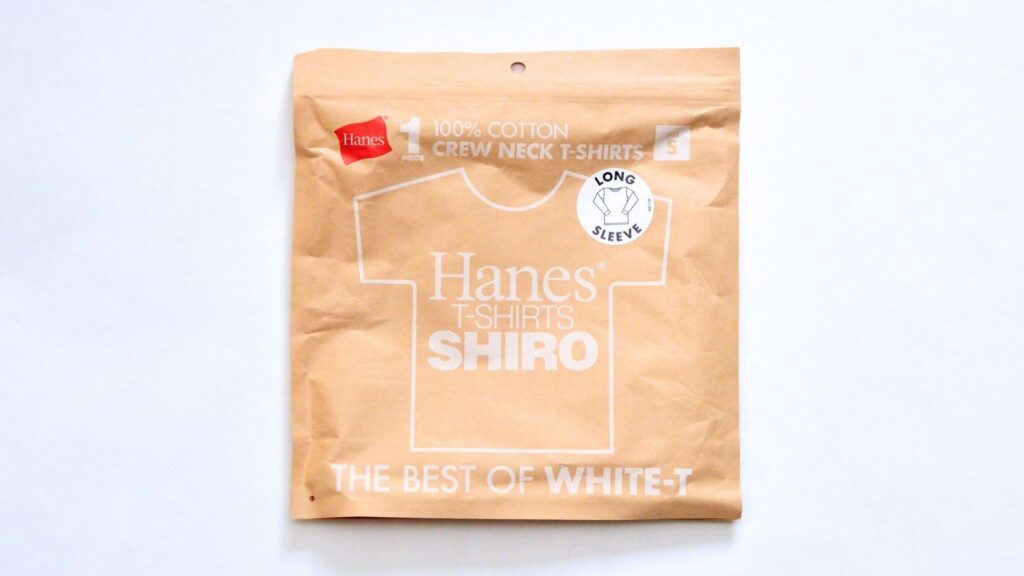 Hanes
1
PIECE
100% COTTON
CREW NECK T-SHIRTS
S
LONG
SLEEVE
Hanes®
T-SHIRTS
SHIRO
THE BEST OF WHITE-T